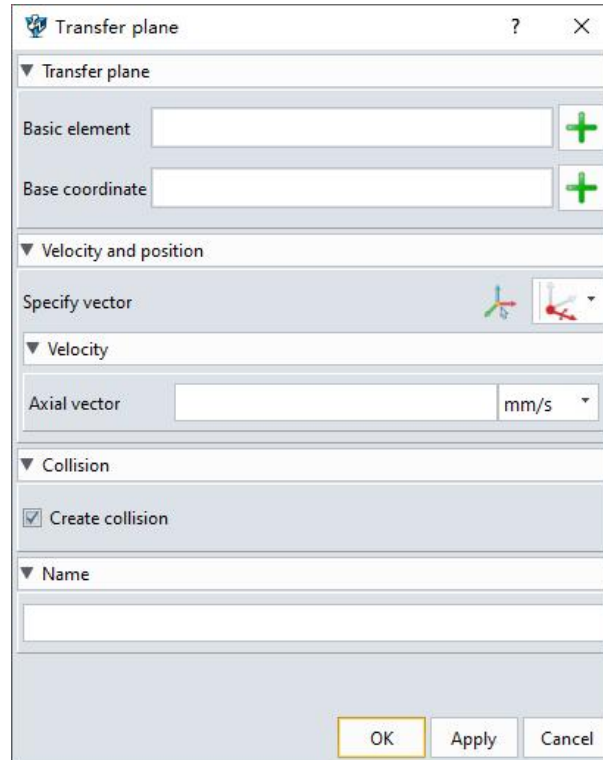 Transfer plane
Transfer plane
Basic element
Base coordinate
Velocity and position
Specify vector
Velocity
Axial vector mm/s
Collision
Create collision
Name
OK Apply Cancel